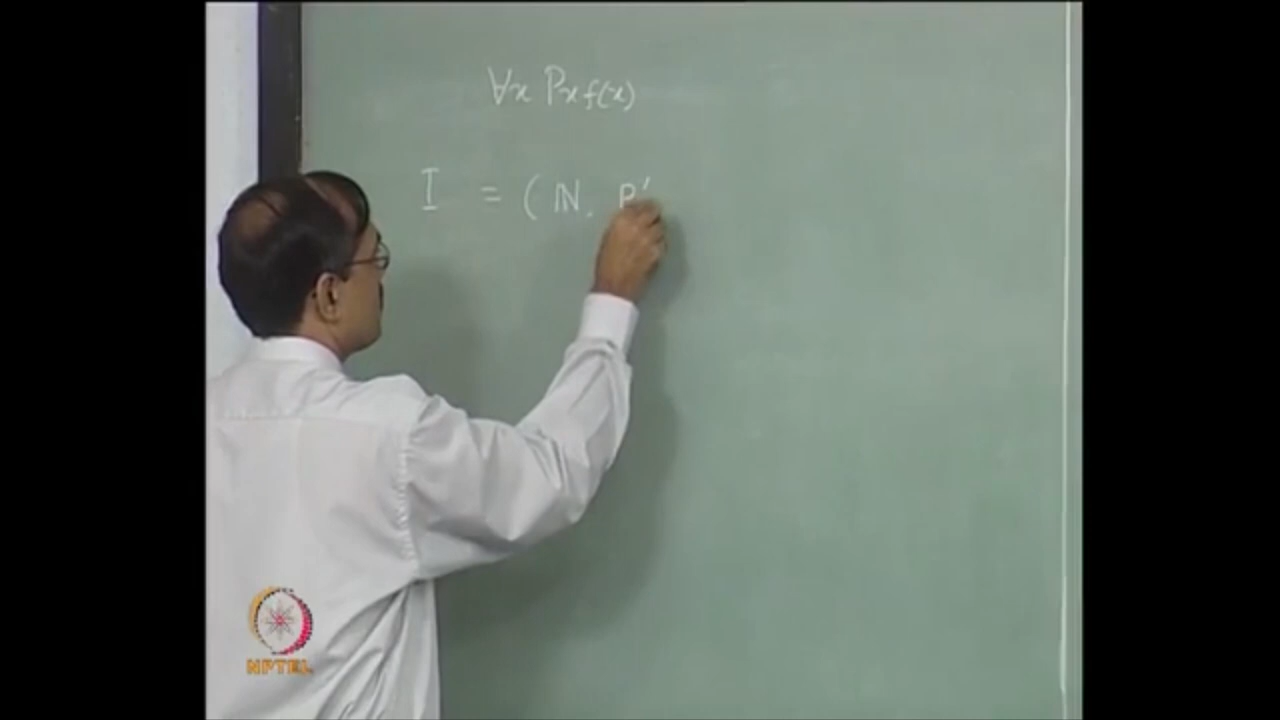 ∀x Pxf(x)
I = (ℕ, P′
NPTEL